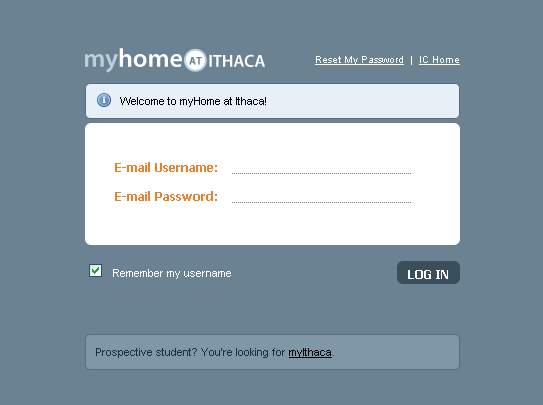 myhome AT ITHACA
Reset My Password | IC Home
Welcome to myHome at Ithaca!
E-mail Username:
E-mail Password:
Remember my username
LOG IN
Prospective student? You're looking for myIthaca.